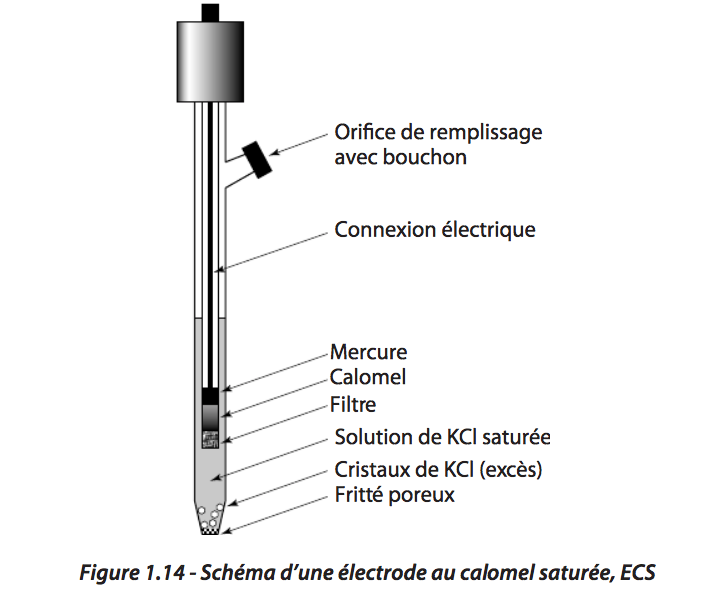 Orifice de remplissage
avec bouchon
Connexion électrique
Mercure
Calomel
Filtre
Solution de KCl saturée
Cristaux de KCl (excès)
Fritté poreux
Figure 1.14 - Schéma d’une électrode au calomel saturée, ECS